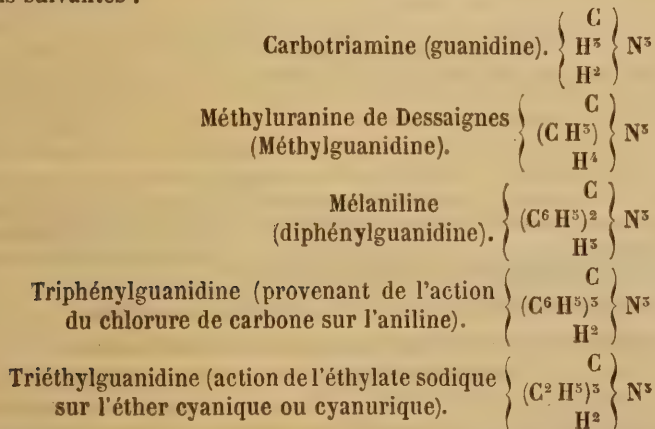 suivantes :
Carbotriamine (guanidine). { C
H³
H² } N³
Méthyluranine de Dessaignes
(Méthylguanidine). { C
(C H³)
H⁴ } N³
Mélaniline
(diphénylguanidine). { C
(C⁶ H⁵)²
H³ } N³
Triphénylguanidine (provenant de l'action
du chlorure de carbone sur l'aniline). { C
(C⁶ H⁵)³
H² } N³
Triéthylguanidine (action de l'éthylate sodique
sur l'éther cyanique ou cyanurique). { C
(C² H⁵)³
H² } N³